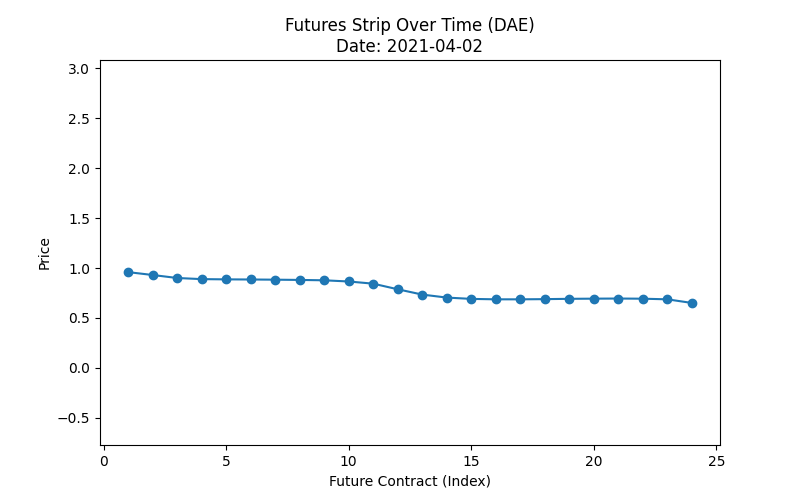 Futures Strip Over Time (DAE)
Date: 2021-04-02
3.0
2.5
2.0
1.5
1.0
0.5
0.0
−0.5
Price
0 5 10 15 20 25
Future Contract (Index)